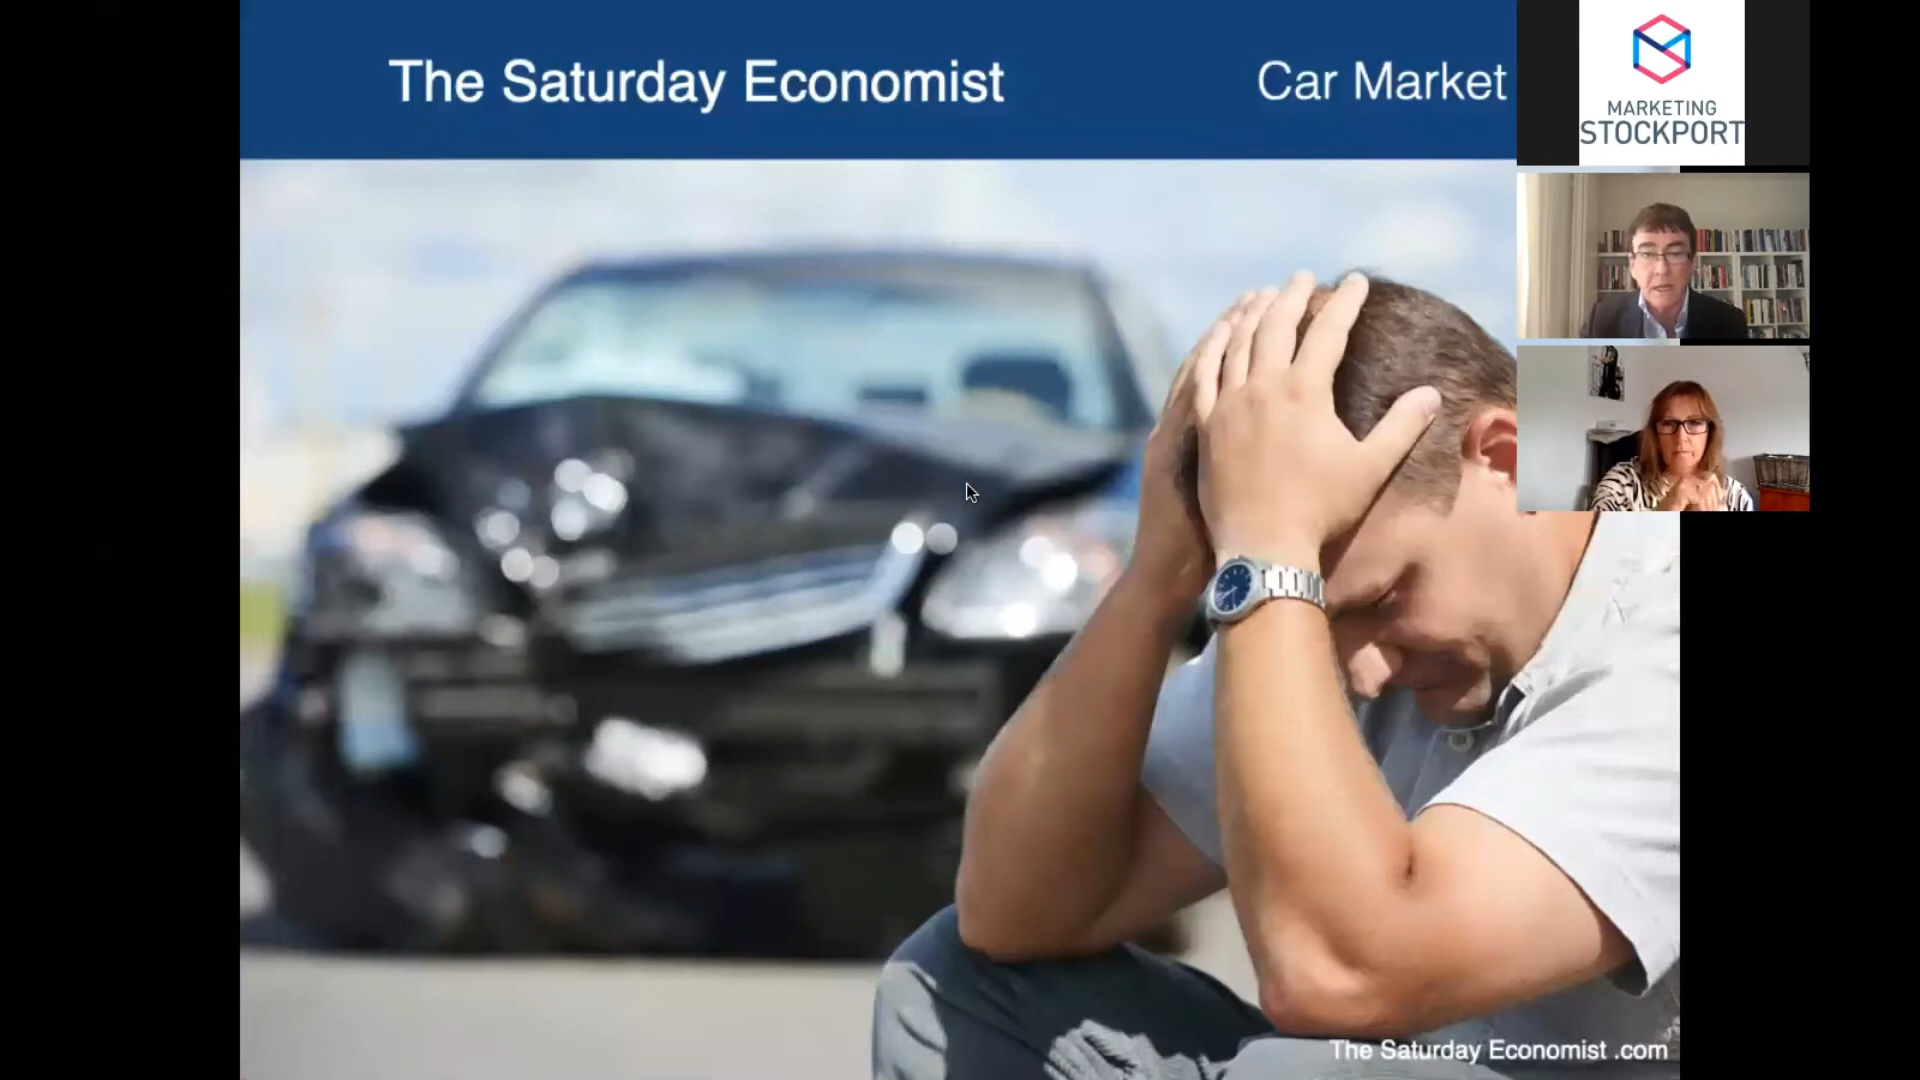 The Saturday Economist
Car Market
MARKETING
STOCKPORT
The Saturday Economist .com